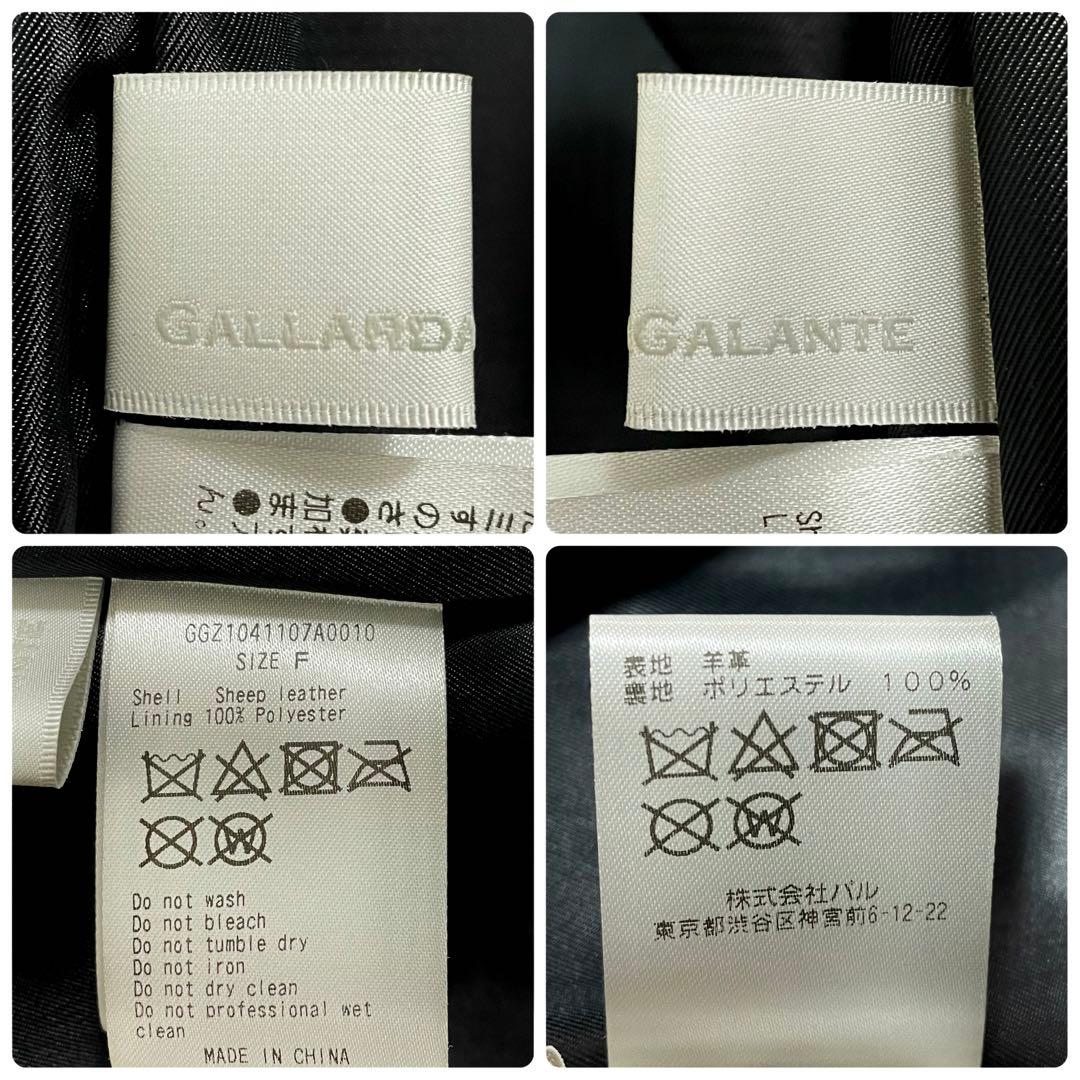 GALLARDA
GALANTE
GGZ1041107A0010
SIZE F
Shell Sheep leather
Lining 100% Polyester
W
Do not wash
Do not bleach
Do not tumble dry
Do not iron
Do not dry clean
Do not professional wet
clean
MADE IN CHINA
表地 羊革
裏地 ポリエステル 100%
W
株式会社パル
東京都渋谷区神宮前6-12-22